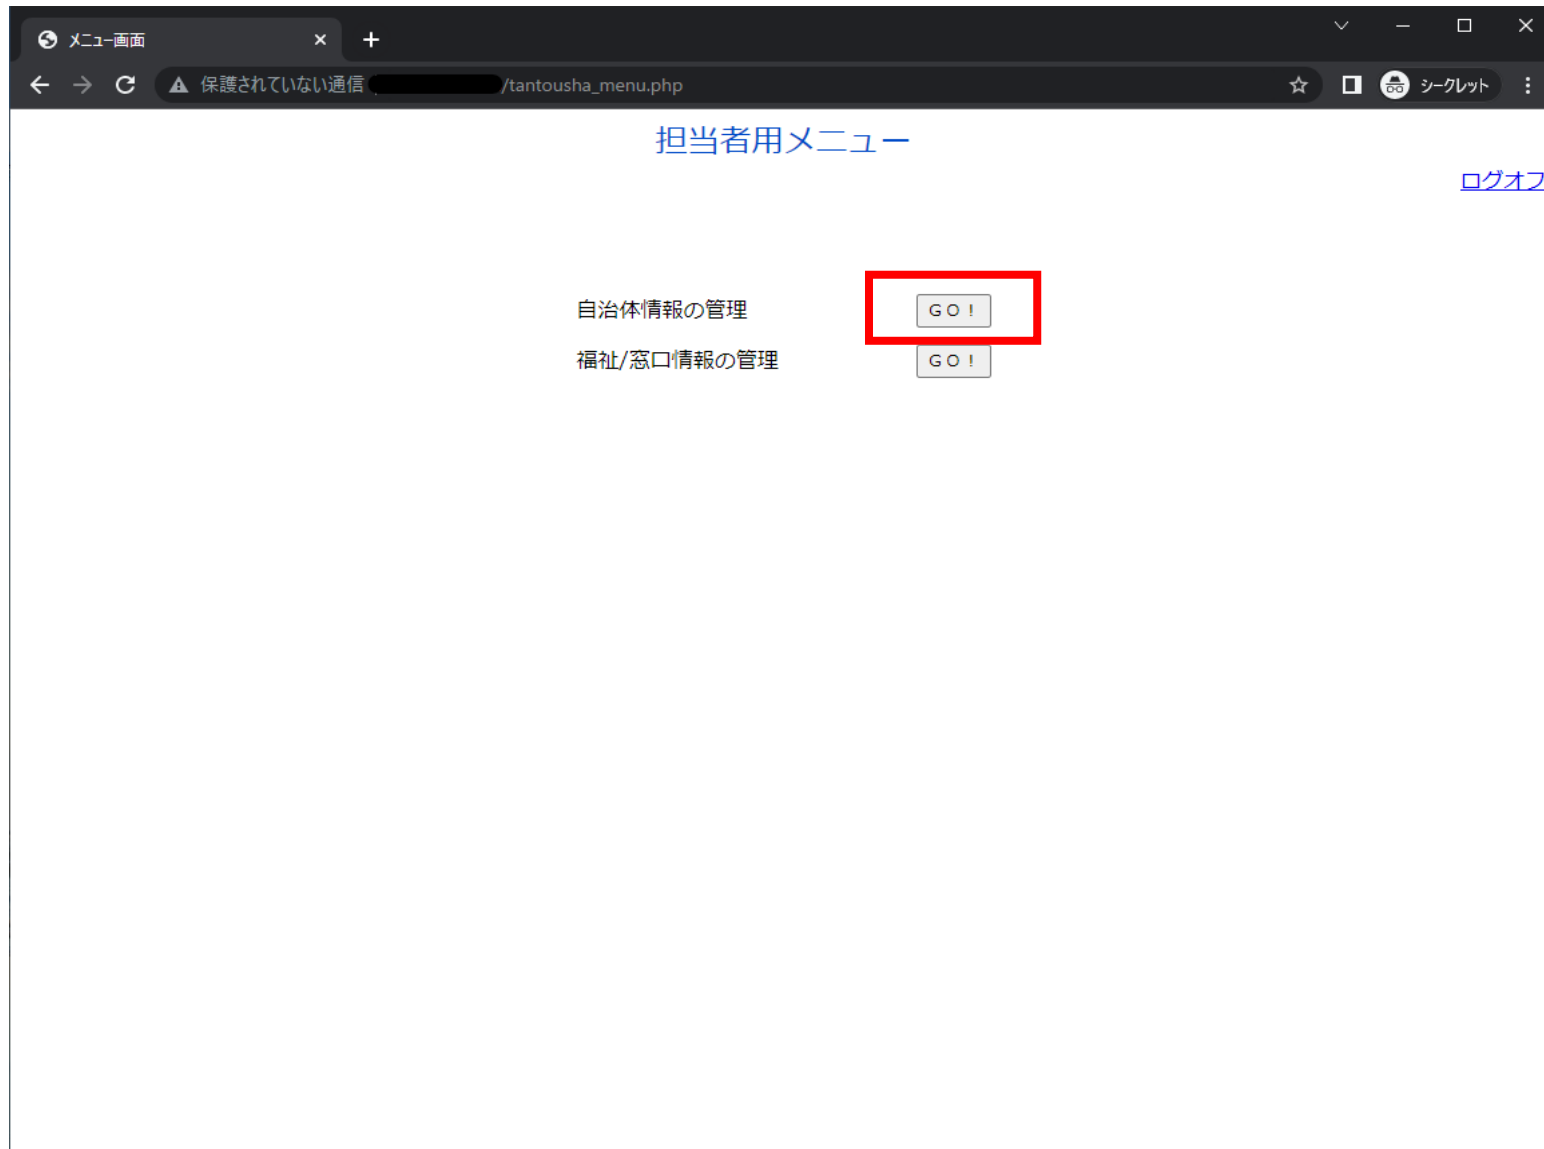 メニュー画面
保護されていない通信 /tantousha_menu.php
シークレット
担当者用メニュー
ログオフ
自治体情報の管理 ＧＯ！
福祉/窓口情報の管理 ＧＯ！